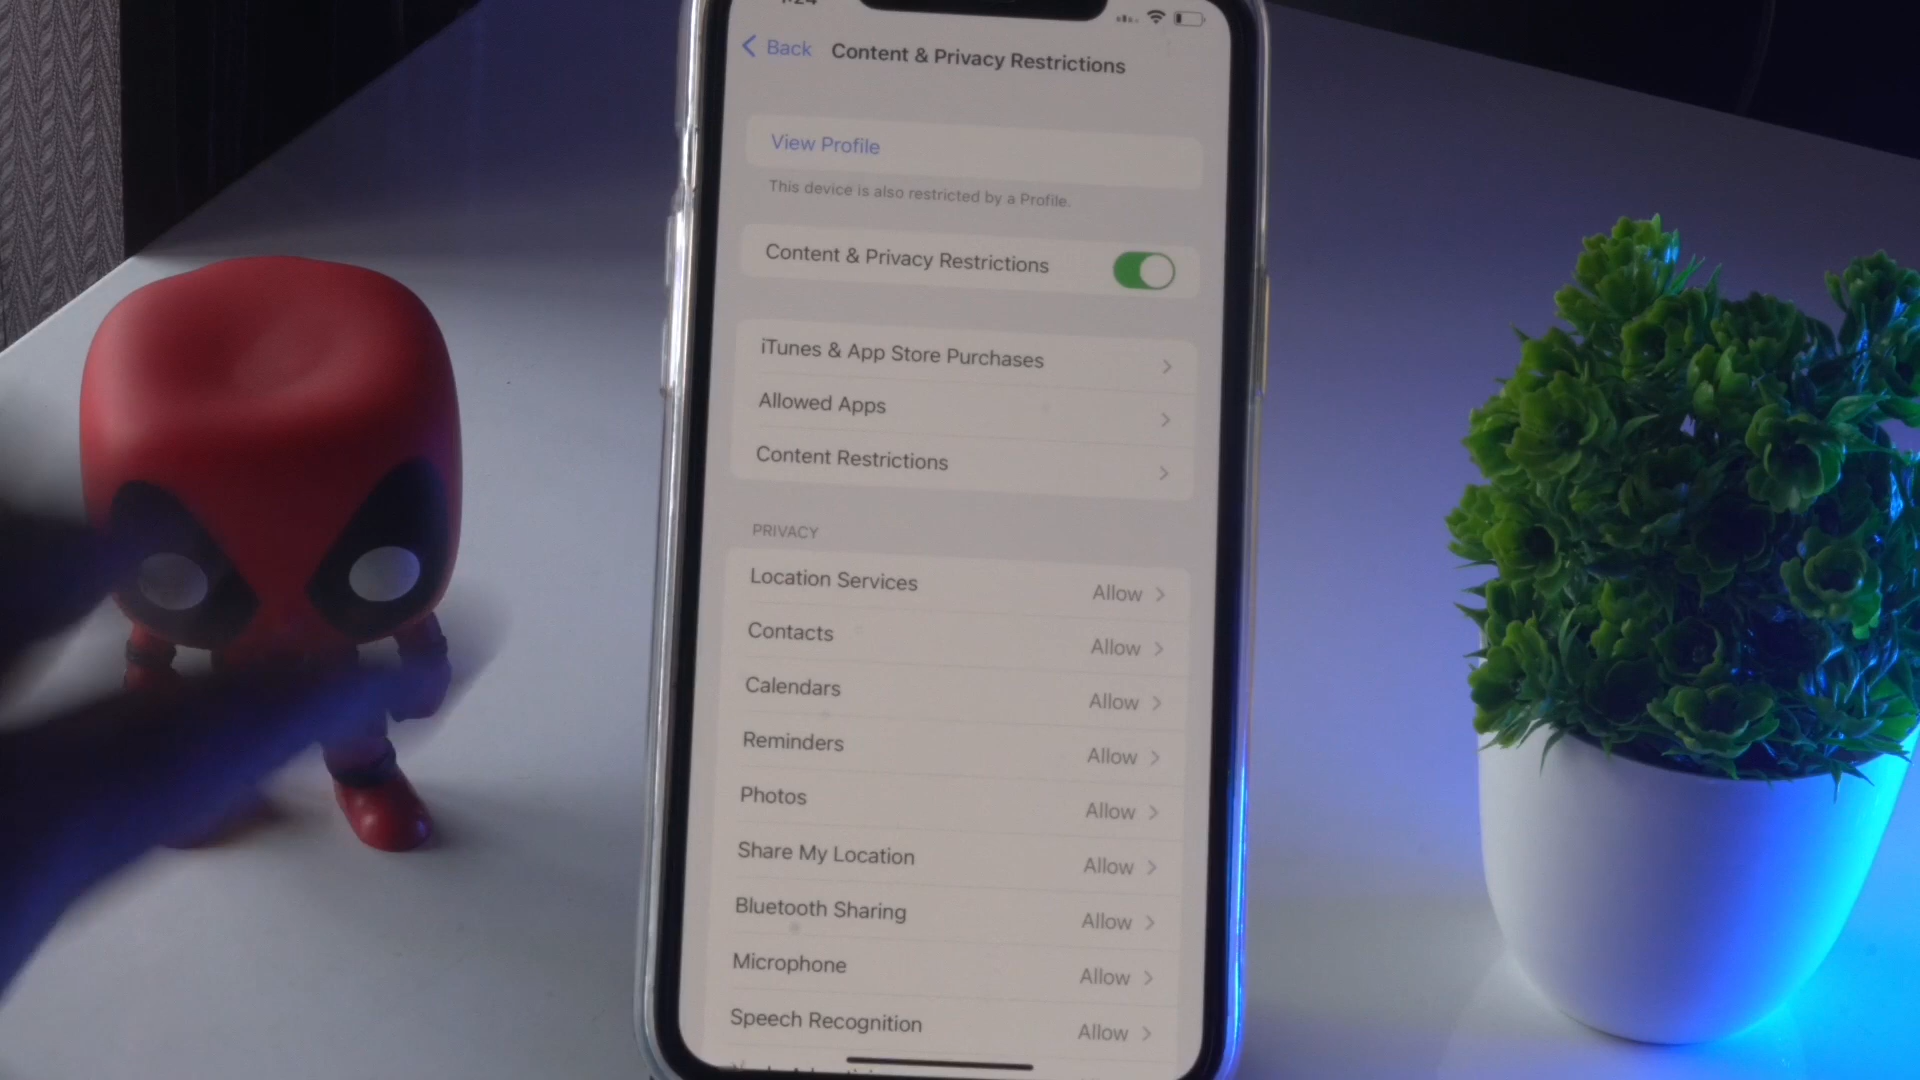 Back Content & Privacy Restrictions
View Profile
This device is also restricted by a Profile.
Content & Privacy Restrictions
iTunes & App Store Purchases
Allowed Apps
Content Restrictions
PRIVACY
Location Services Allow
Contacts Allow
Calendars Allow
Reminders Allow
Photos Allow
Share My Location Allow
Bluetooth Sharing Allow
Microphone Allow
Speech Recognition Allow